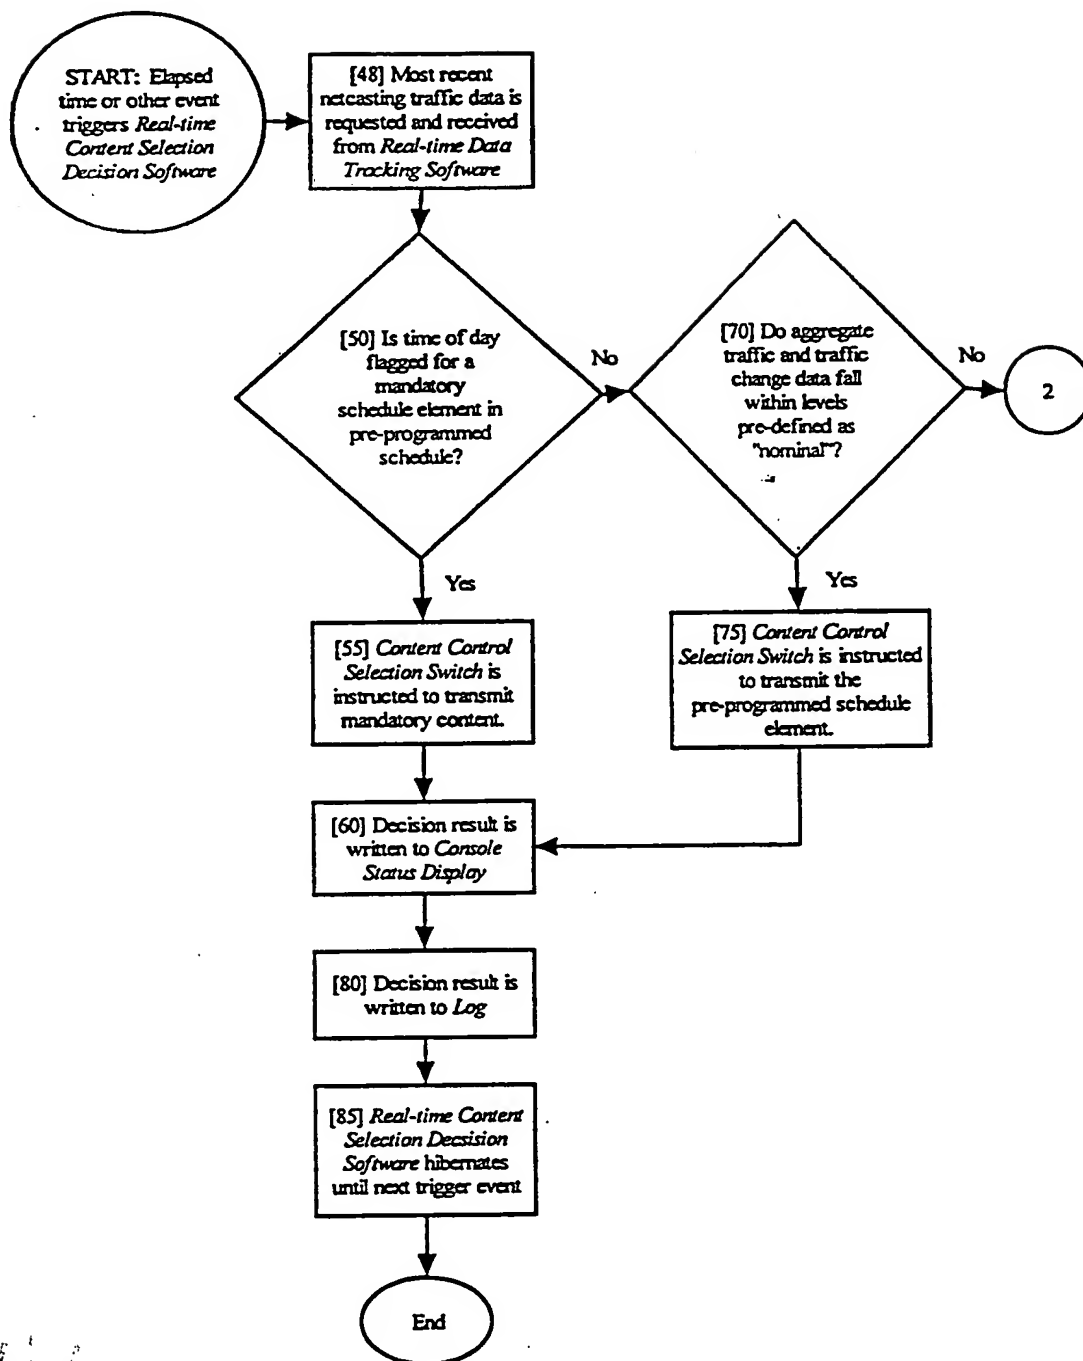 START: Elapsed
time or other event
triggers Real-time
Content Selection
Decision Software
[48] Most recent
netcasting traffic data is
requested and received
from Real-time Data
Tracking Software
[50] Is time of day
flagged for a
mandatory
schedule element in
pre-programmed
schedule?
No
[70] Do aggregate
traffic and traffic
change data fall
within levels
pre-defined as
"nominal"?
No
2
Yes
Yes
[55] Content Control
Selection Switch is
instructed to transmit
mandatory content.
[75] Content Control
Selection Switch is instructed
to transmit the
pre-programmed schedule
element.
[60] Decision result is
written to Console
Status Display
[80] Decision result is
written to Log
[85] Real-time Content
Selection Decsision
Software hibernates
until next trigger event
End